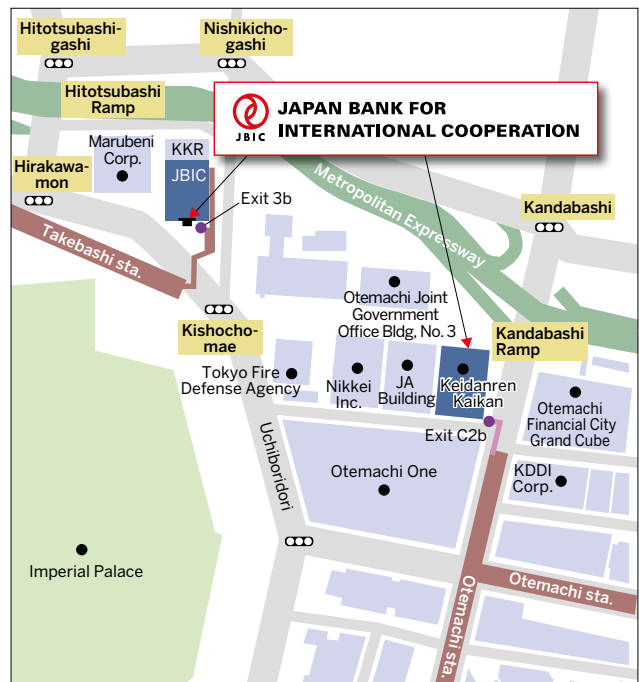 Hitotsubashi-
gashi
Nishikicho-
gashi
Hitotsubashi
Ramp
JBIC
JAPAN BANK FOR
INTERNATIONAL COOPERATION
Marubeni
Corp.
KKR
JBIC
Hirakawa-
mon
Exit 3b
Takebashi sta.
Metropolitan Expressway
Kandabashi
Kishocho-
mae
Otemachi Joint
Government
Office Bldg, No. 3
Kandabashi
Ramp
Tokyo Fire
Defense Agency
Nikkei
Inc.
JA
Building
Keidanren
Kaikan
Otemachi
Financial City
Grand Cube
Exit C2b
Uchiboridori
Otemachi One
KDDI
Corp.
Imperial Palace
Otemachi sta.
Otemachi sta.